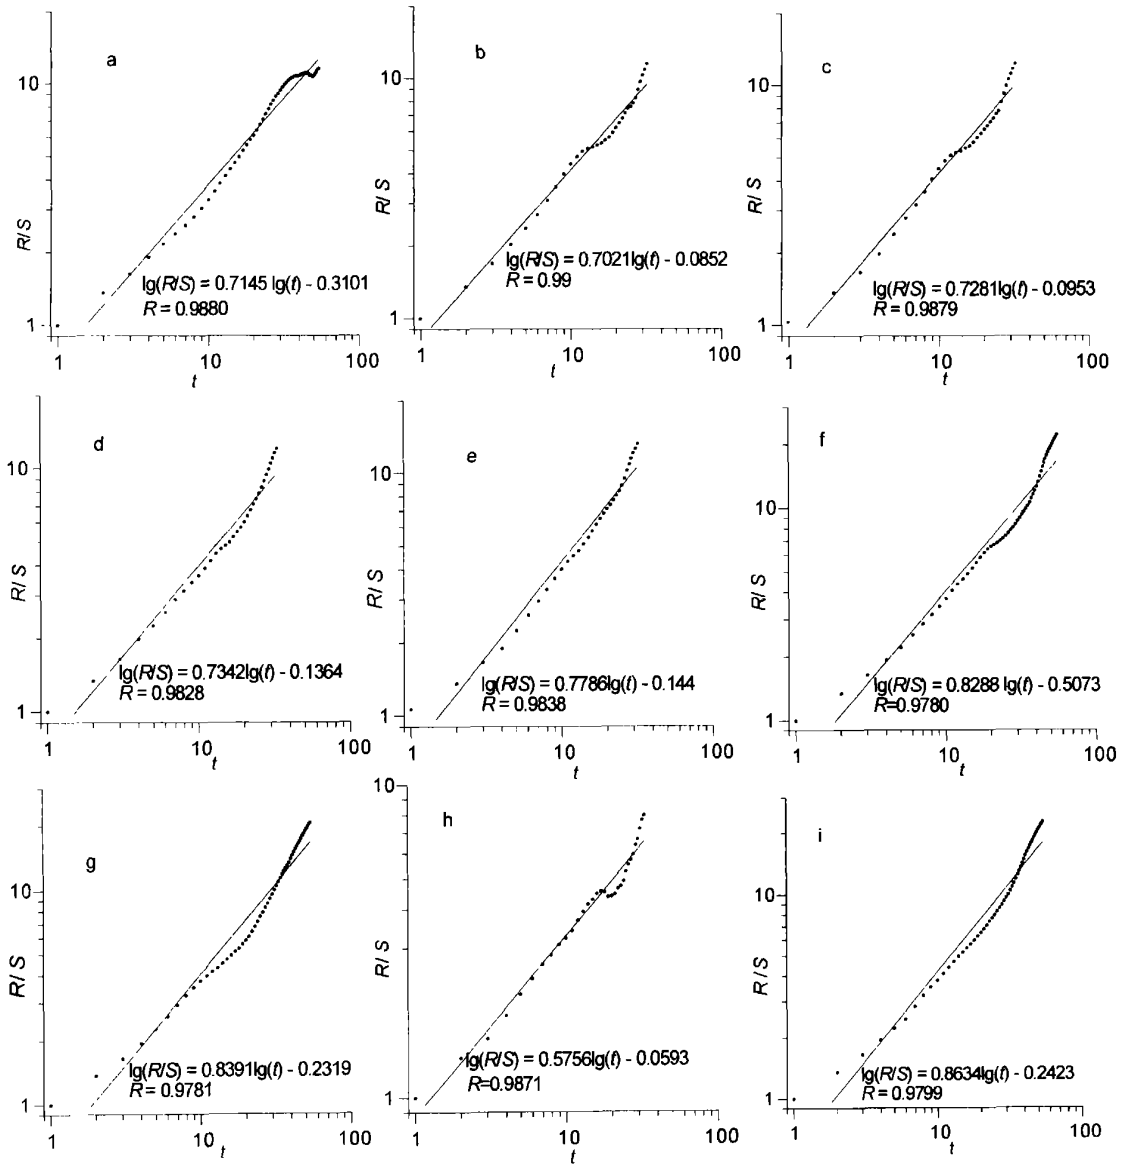 a
10
R/S
lg(R/S) = 0.7145 lg(t) - 0.3101
R = 0.9880
1
1 10 100
t
b
10
R/S
lg(R/S) = 0.7021lg(t) - 0.0852
R = 0.99
1
1 10 100
t
c
10
R/S
lg(R/S) = 0.7281lg(t) - 0.0953
R = 0.9879
1
1 10 100
t
d
10
R/S
lg(R/S) = 0.7342lg(t) - 0.1364
R = 0.9828
1
1 10 100
t
e
10
R/S
lg(R/S) = 0.7786lg(t) - 0.144
R = 0.9838
1
1 10 100
t
f
10
R/S
lg(R/S) = 0.8288 lg(t) - 0.5073
R=0.9780
1
1 10 100
t
g
10
R/S
lg(R/S) = 0.8391lg(t) - 0.2319
R = 0.9781
1
1 10 100
t
10
h
R/S
lg(R/S) = 0.5756lg(t) - 0.0593
R=0.9871
1
1 10 100
t
i
10
R/S
lg(R/S) = 0.8634lg(t) - 0.2423
R = 0.9799
1
1 10 100
t